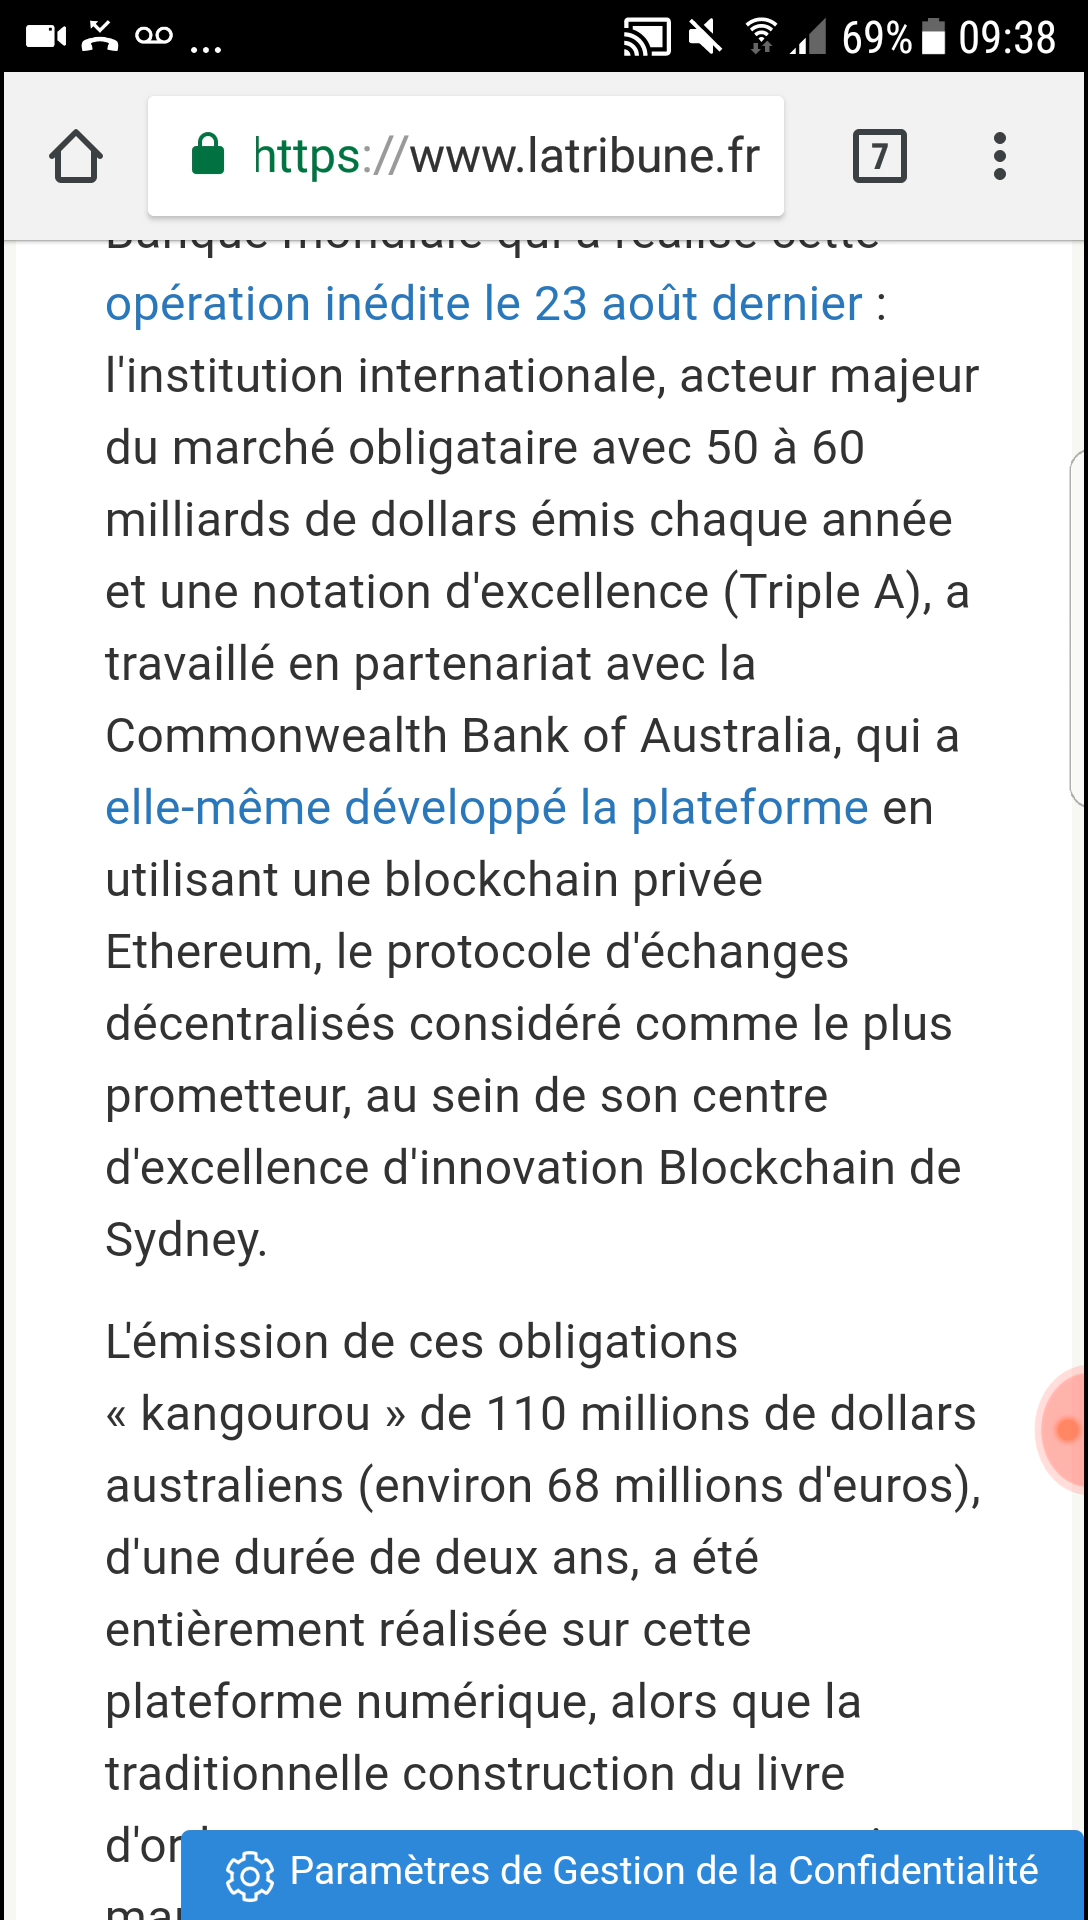 ... 69% 09:38
https://www.latribune.fr 7
Banque mondiale qui a réalisé cette
opération inédite le 23 août dernier :
l'institution internationale, acteur majeur
du marché obligataire avec 50 à 60
milliards de dollars émis chaque année
et une notation d'excellence (Triple A), a
travaillé en partenariat avec la
Commonwealth Bank of Australia, qui a
elle-même développé la plateforme en
utilisant une blockchain privée
Ethereum, le protocole d'échanges
décentralisés considéré comme le plus
prometteur, au sein de son centre
d'excellence d'innovation Blockchain de
Sydney.
L'émission de ces obligations
« kangourou » de 110 millions de dollars
australiens (environ 68 millions d'euros),
d'une durée de deux ans, a été
entièrement réalisée sur cette
plateforme numérique, alors que la
traditionnelle construction du livre
Paramètres de Gestion de la Confidentialité